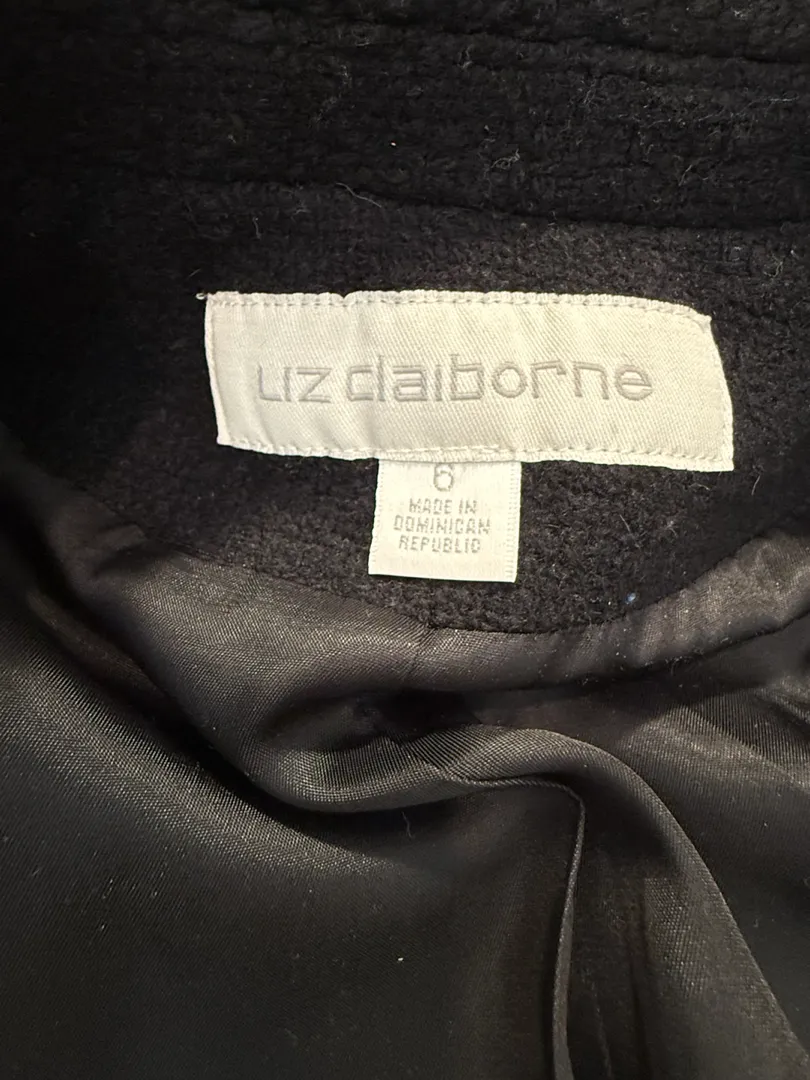 Liz claiborne
6
MADE IN
DOMINICAN
REPUBLIC